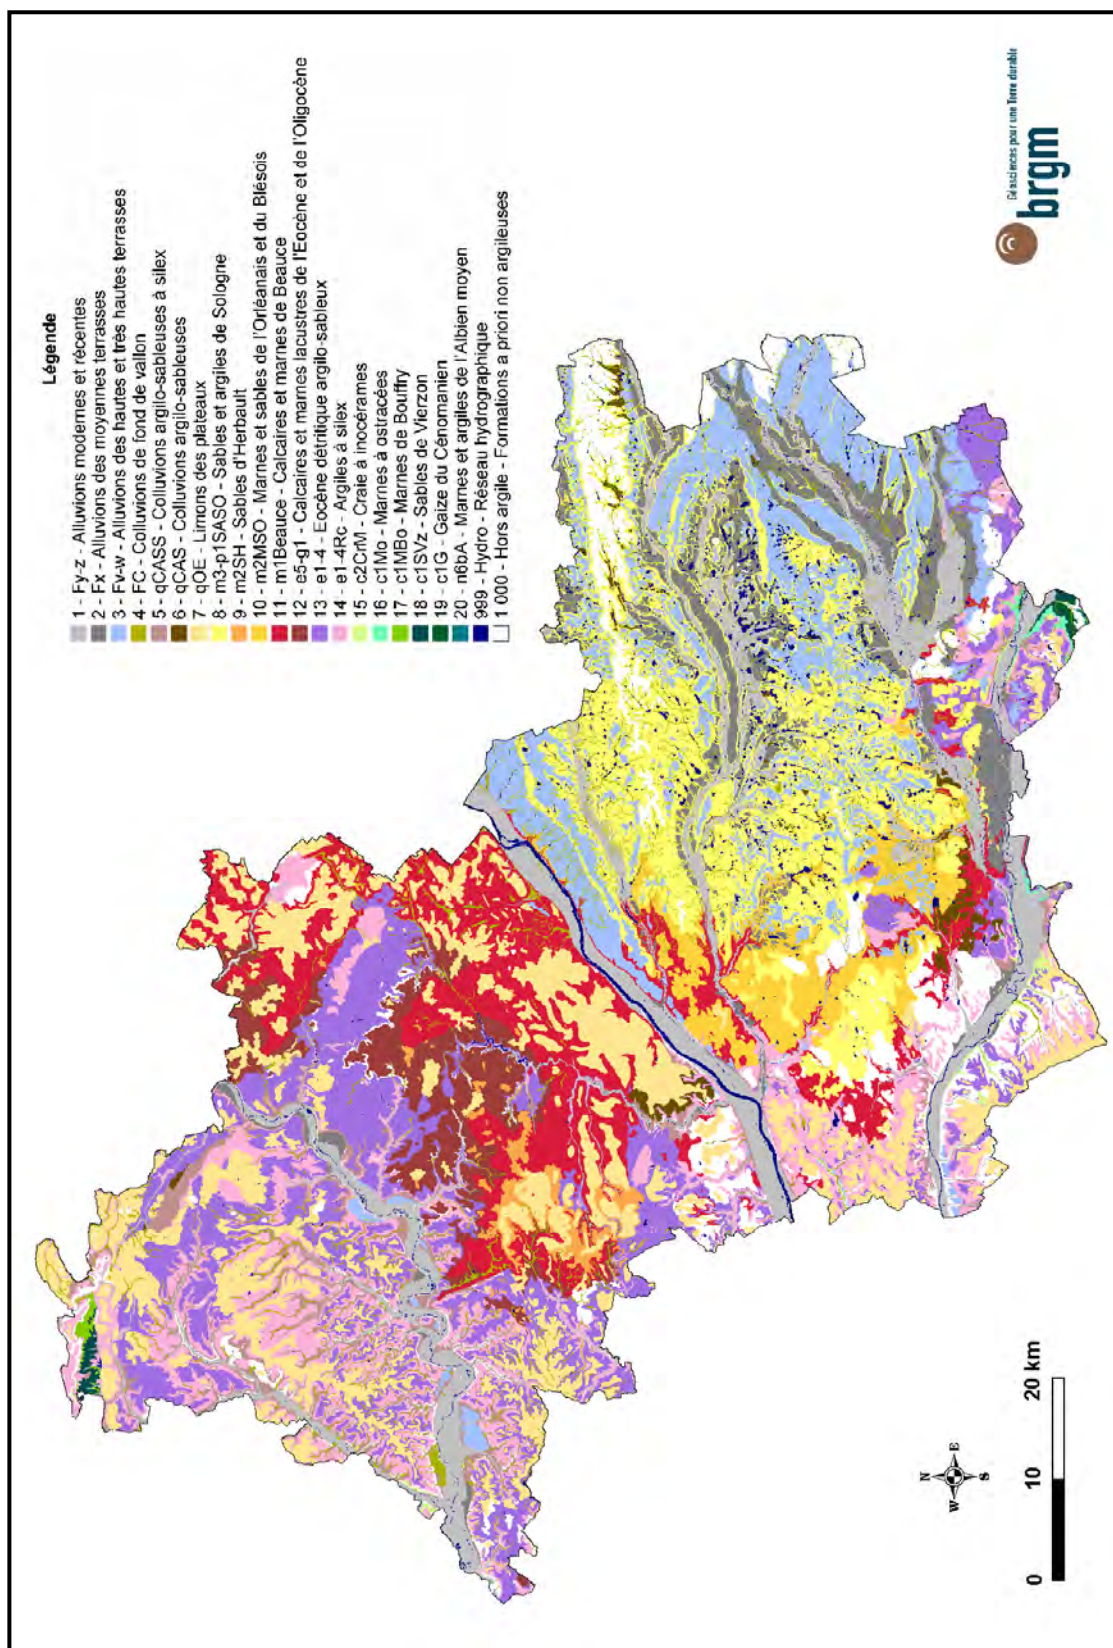 Légende
1 - Fy-z - Alluvions modernes et récentes
2 - Fx - Alluvions des moyennes terrasses
3 - Fv-w - Alluvions des hautes et très hautes terrasses
4 - FC - Colluvions de fond de vallon
5 - qCASS - Colluvions argilo-sableuses à silex
6 - qCAS - Colluvions argilo-sableuses
7 - qOE - Limons des plateaux
8 - m3-p1SASO - Sables et argiles de Sologne
9 - m2SH - Sables d'Herbault
10 - m2MSO - Marnes et sables de l'Orléanais et du Blésois
11 - m1Beauce - Calcaires et marnes de Beauce
12 - e5-g1 - Calcaires et marnes lacustres de l'Eocène et de l'Oligocène
13 - e1-4 - Eocène détritique argilo-sableux
14 - e1-4Rc - Argiles à silex
15 - c2CrM - Craie à inocérames
16 - c1Mo - Marnes à ostracées
17 - c1MBo - Marnes de Bouffry
18 - c1SVz - Sables de Vierzon
19 - c1G - Gaize du Cénomanien
20 - n6bA - Marnes et argiles de l'Albien moyen
999 - Hydro - Réseau hydrographique
1 000 - Hors argile - Formations a priori non argileuses
Géosciences pour une Terre durable
brgm
N
W
E
S
0
10
20 km